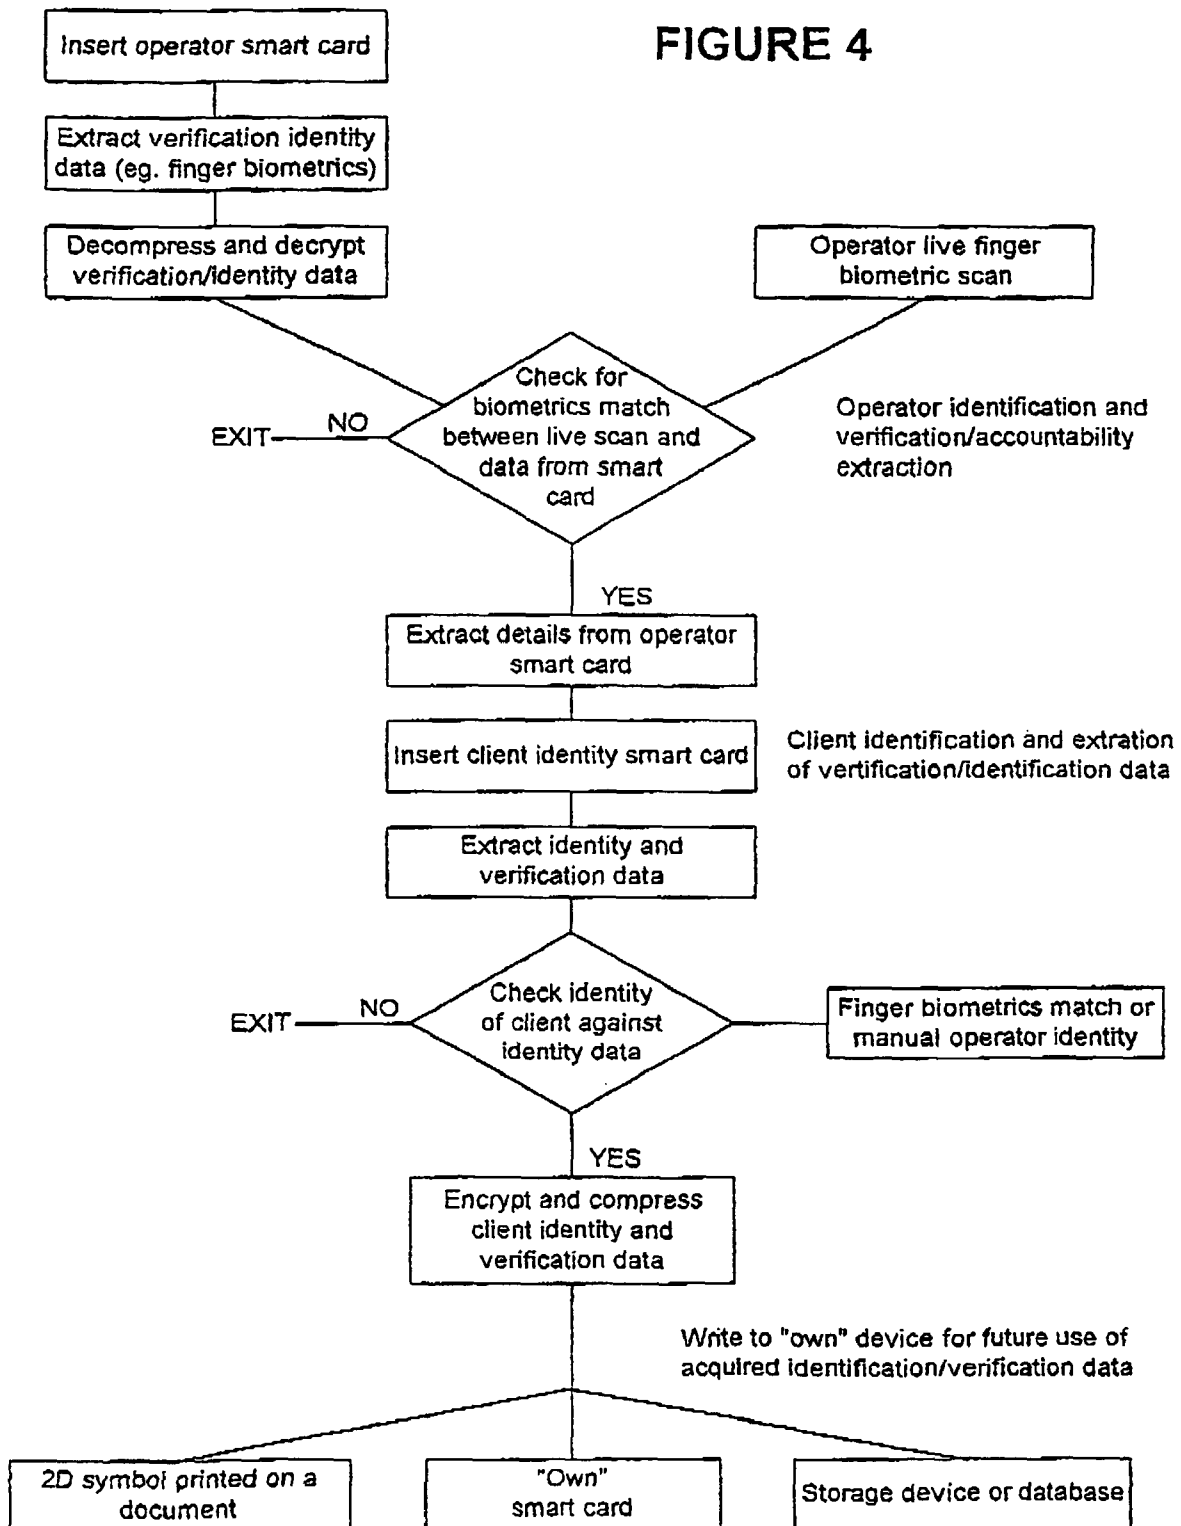 FIGURE 4
Insert operator smart card
Extract verification identity
data (eg. finger biometrics)
Decompress and decrypt
verification/identity data
Operator live finger
biometric scan
Check for
biometrics match
between live scan and
data from smart
card
NO
EXIT
Operator identification and
verification/accountability
extraction
YES
Extract details from operator
smart card
Insert client identity smart card
Client identification and extration
of vertification/identification data
Extract identity and
verification data
Check identity
of client against
identity data
NO
EXIT
Finger biometrics match or
manual operator identity
YES
Encrypt and compress
client identity and
verification data
Write to "own" device for future use of
acquired identification/verification data
2D symbol printed on a
document
"Own"
smart card
Storage device or database